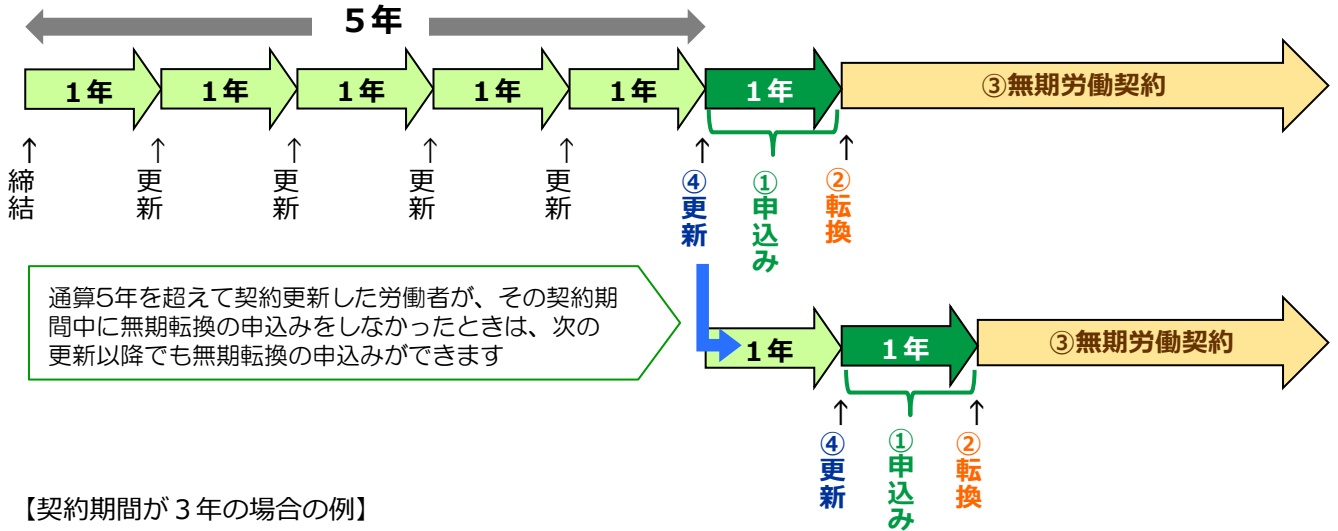 5年
1年
1年
1年
1年
1年
1年
③無期労働契約
↑
締結
↑
更新
↑
更新
↑
更新
↑
更新
↑
④更新
①申込み
↑
②転換
通算5年を超えて契約更新した労働者が、その契約期
間中に無期転換の申込みをしなかったときは、次の
更新以降でも無期転換の申込みができます
1年
1年
③無期労働契約
↑
④更新
①申込み
↑
②転換
【契約期間が3年の場合の例】